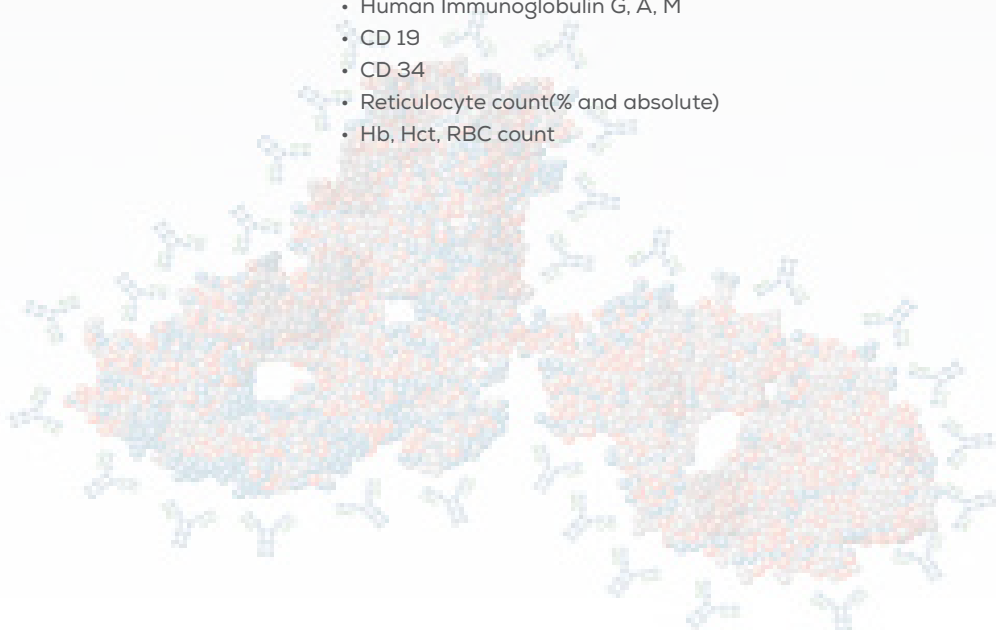 • Human Immunoglobulin G, A, M
• CD 19
• CD 34
• Reticulocyte count(% and absolute)
• Hb, Hct, RBC count